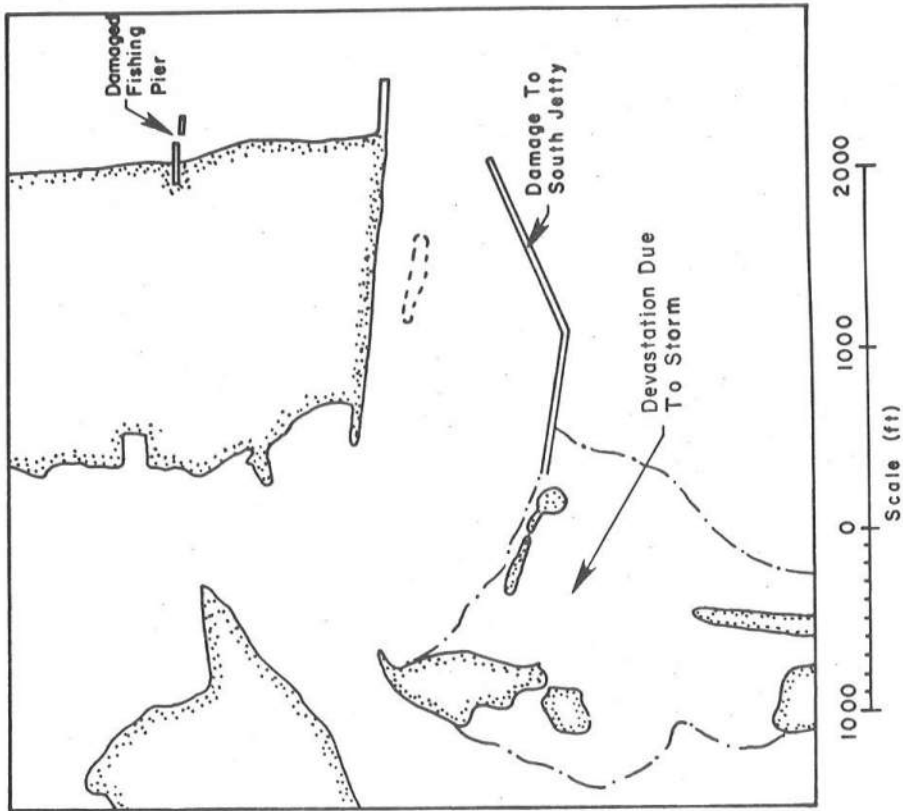 Damaged
Fishing
Pier
Damage To
South Jetty
Devastation Due
To Storm
1000
0
1000
2000
Scale (ft)